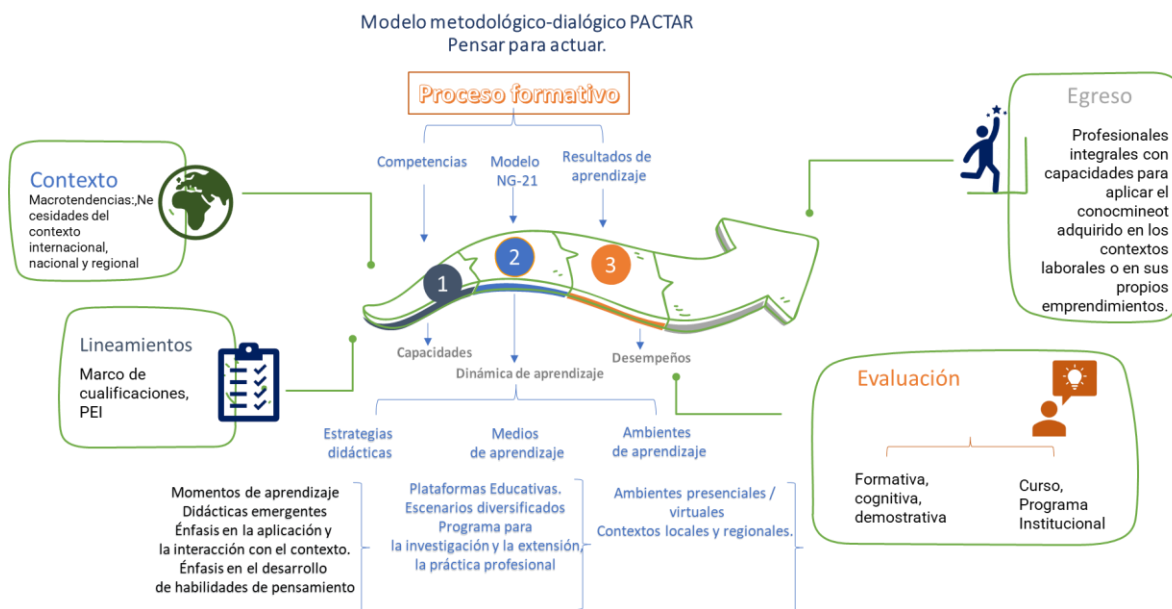 Modelo metodológico-dialógico PACTAR
Pensar para actuar.
Proceso formativo
Competencias
Modelo
NG-21
Resultados de
aprendizaje
Contexto
Macrotendencias:,Ne
cesidades del
contexto
internacional,
nacional y regional
Lineamientos
Marco de
cualificaciones,
PEI
1
2
3
Capacidades
Dinámica de aprendizaje
Desempeños
Estrategias
didácticas
Momentos de aprendizaje
Didácticas emergentes
Énfasis en la aplicación y
la interacción con el contexto.
Énfasis en el desarrollo
de habilidades de pensamiento
Medios
de aprendizaje
Plataformas Educativas.
Escenarios diversificados
Programa para
la investigación y la extensión,
la práctica profesional
Ambientes
de aprendizaje
Ambientes presenciales /
virtuales
Contextos locales y regionales.
Egreso
Profesionales
integrales con
capacidades para
aplicar el
conocmineot
adquirido en los
contextos
laborales o en sus
propios
emprendimientos.
Evaluación
Formativa,
cognitiva,
demostrativa
Curso,
Programa
Institucional